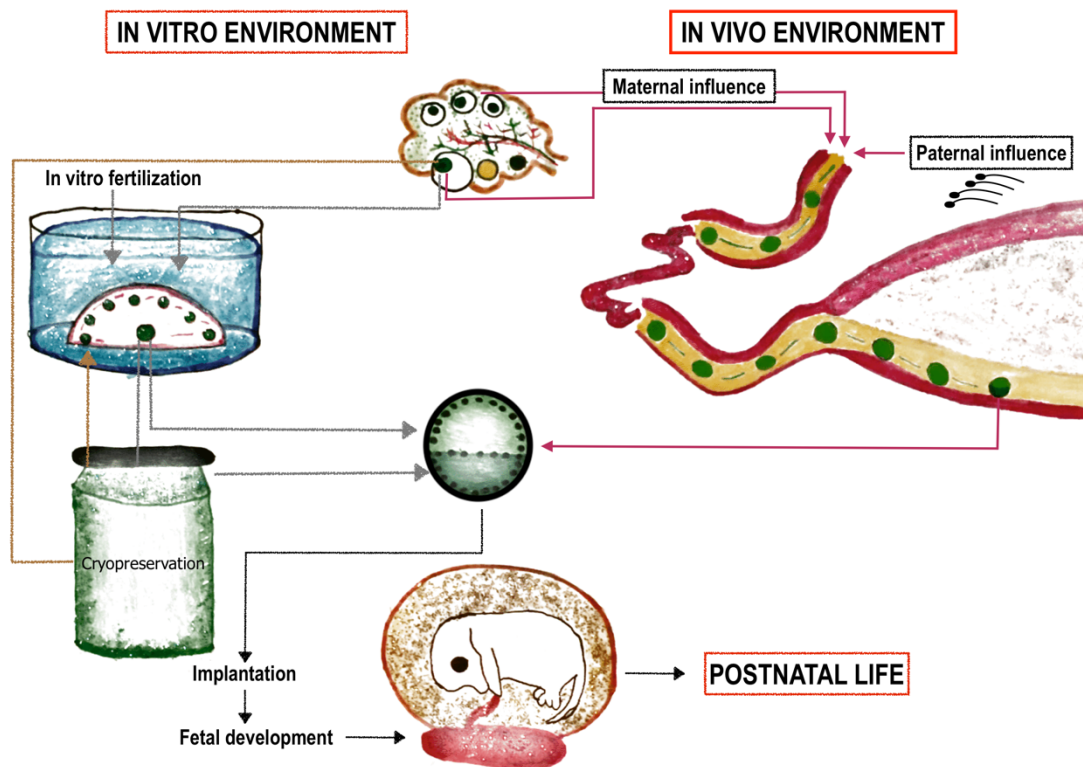 IN VITRO ENVIRONMENT
IN VIVO ENVIRONMENT
Maternal influence
Paternal influence
In vitro fertilization
Cryopreservation
Implantation
Fetal development
POSTNATAL LIFE